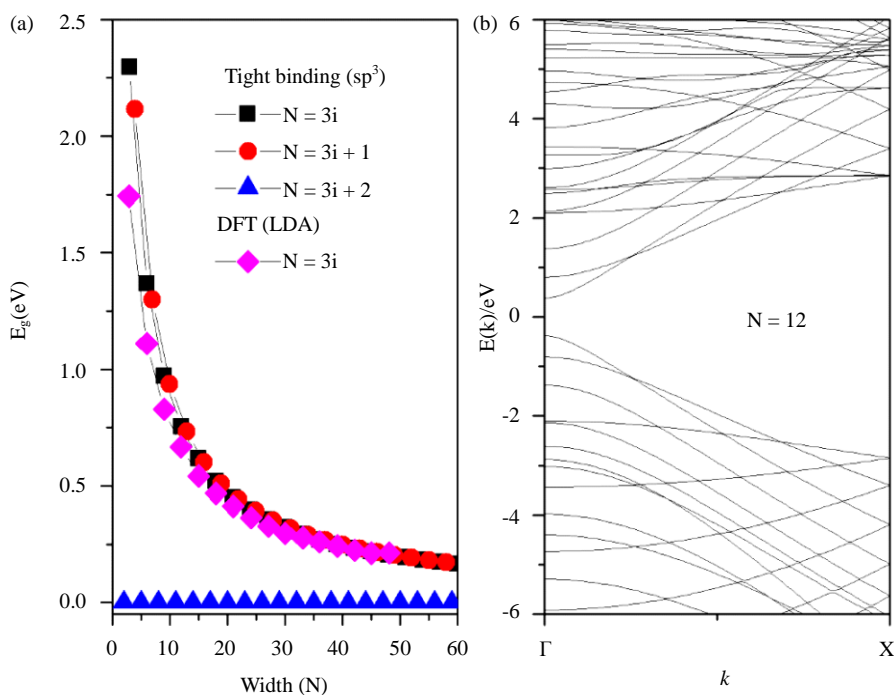 (a)
2.5
2.0
1.5
1.0
0.5
0.0
E_g(eV)
Tight binding (sp³)
N = 3i
N = 3i + 1
N = 3i + 2
DFT (LDA)
N = 3i
0 10 20 30 40 50 60
Width (N)
(b)
6
4
2
0
-2
-4
-6
E(k)/eV
N = 12
Γ X
k